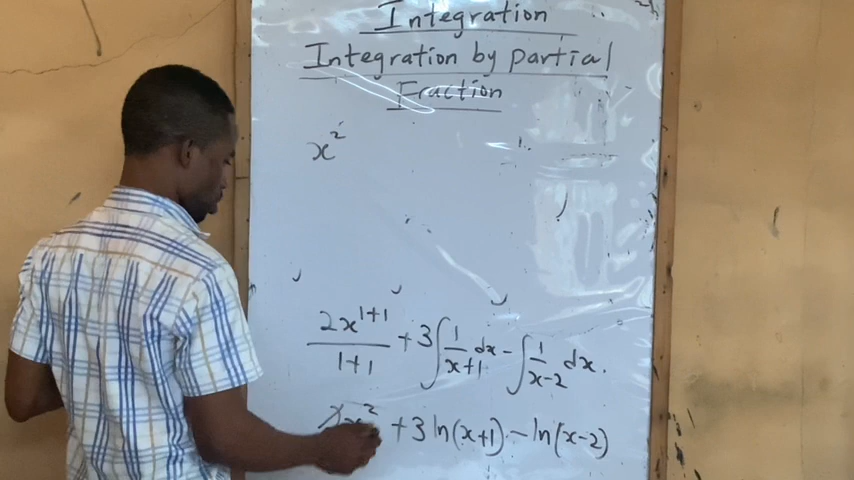 Integration
Integration by partial
Fraction
x²
2x^(1+1)/(1+1) + 3∫1/(x+1) dx - ∫1/(x-2) dx.
x² + 3 ln(x+1) - ln(x-2)